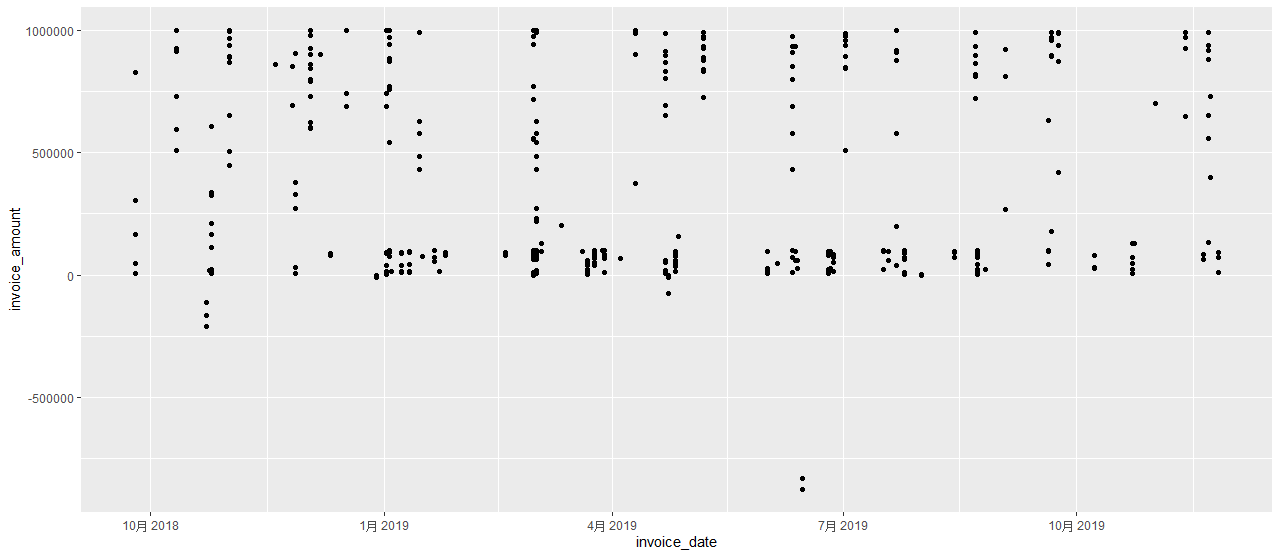 1000000
500000
0
-500000
invoice_amount
10月 2018
1月 2019
4月 2019
7月 2019
10月 2019
invoice_date